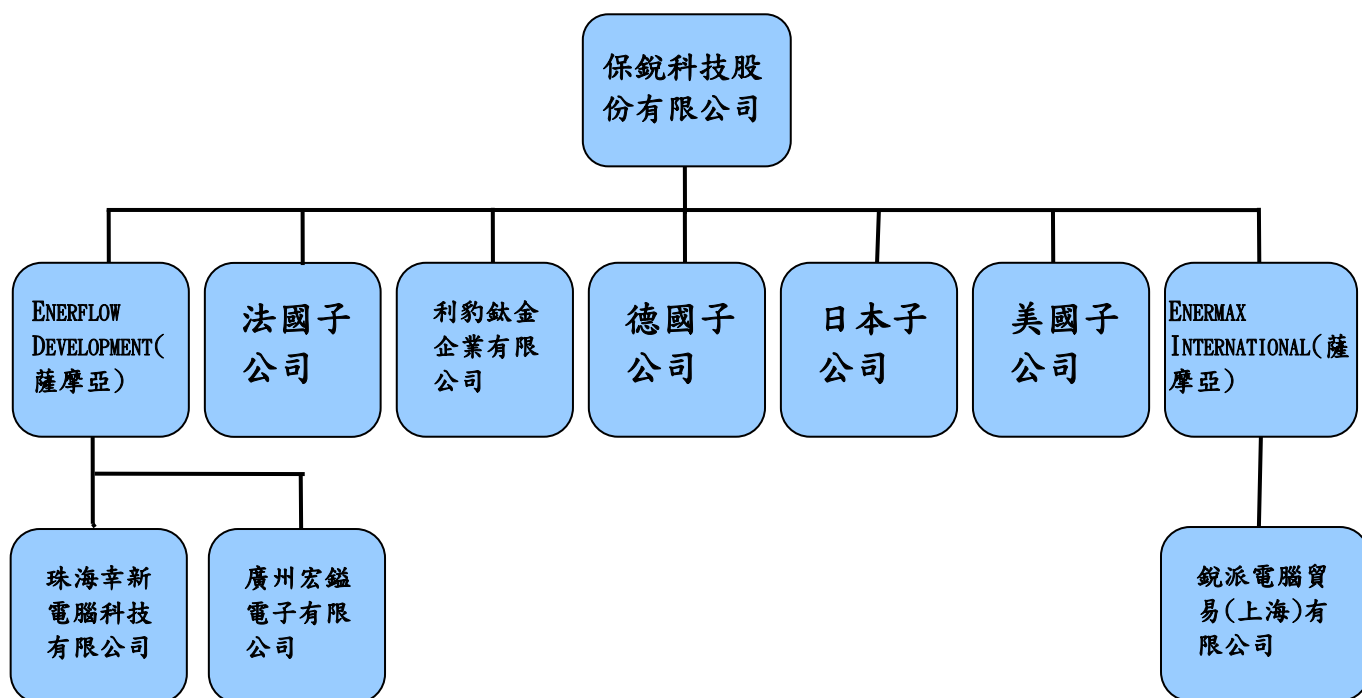 保銳科技股
份有限公司
ENERFLOW
DEVELOPMENT(
薩摩亞)
法國子
公司
利豹鈦金
企業有限
公司
德國子
公司
日本子
公司
美國子
公司
ENERMAX
INTERNATIONAL(薩
摩亞)
珠海幸新
電腦科技
有限公司
廣州宏鎰
電子有限
公司
銳派電腦貿
易(上海)有
限公司